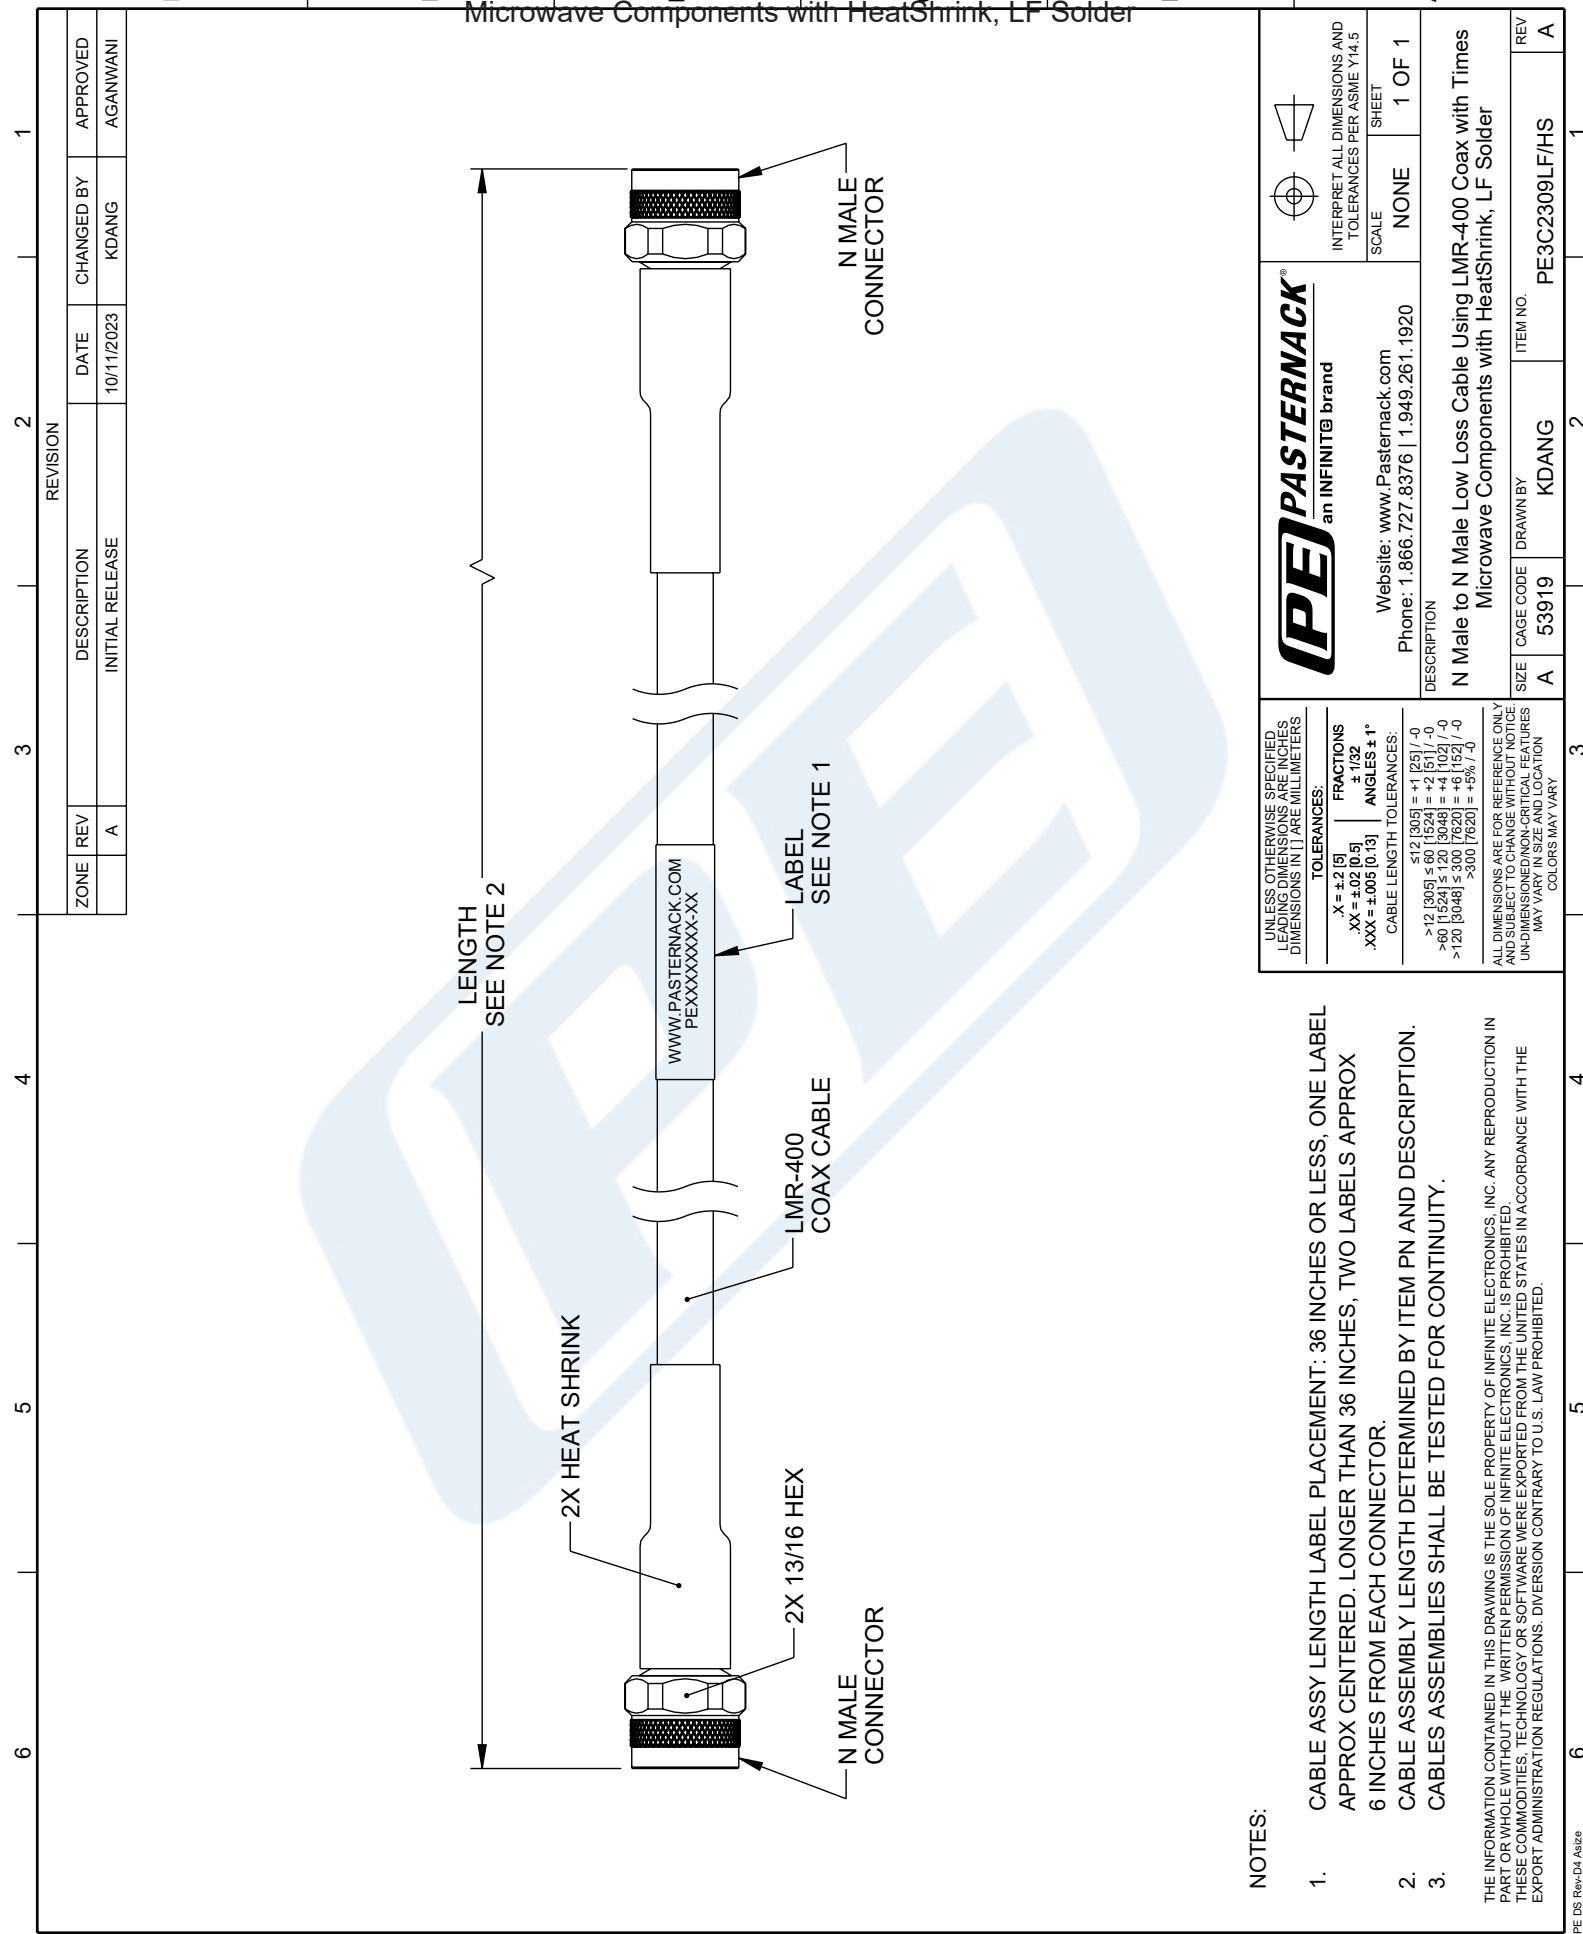 Microwave Components with HeatShrink, LF Solder
6
5
4
3
2
1
REVISION
ZONE
REV
DESCRIPTION
DATE
CHANGED BY
APPROVED
A
INITIAL RELEASE
10/11/2023
KDANG
AGANWANI
LENGTH
SEE NOTE 2
2X HEAT SHRINK
WWW.PASTERNACK.COM
PEXXXXXXXX-XX
2X 13/16 HEX
LMR-400
COAX CABLE
LABEL
SEE NOTE 1
N MALE
CONNECTOR
N MALE
CONNECTOR
NOTES:
1. CABLE ASSY LENGTH LABEL PLACEMENT: 36 INCHES OR LESS, ONE LABEL
APPROX CENTERED. LONGER THAN 36 INCHES, TWO LABELS APPROX
6 INCHES FROM EACH CONNECTOR.
2. CABLE ASSEMBLY LENGTH DETERMINED BY ITEM PN AND DESCRIPTION.
3. CABLES ASSEMBLIES SHALL BE TESTED FOR CONTINUITY.
THE INFORMATION CONTAINED IN THIS DRAWING IS THE SOLE PROPERTY OF INFINITE ELECTRONICS, INC. ANY REPRODUCTION IN
PART OR WHOLE WITHOUT THE WRITTEN PERMISSION OF INFINITE ELECTRONICS, INC. IS PROHIBITED.
THESE COMMODITIES, TECHNOLOGY OR SOFTWARE WERE EXPORTED FROM THE UNITED STATES IN ACCORDANCE WITH THE
EXPORT ADMINISTRATION REGULATIONS. DIVERSION CONTRARY TO U.S. LAW PROHIBITED.
UNLESS OTHERWISE SPECIFIED
LEADING DIMENSIONS ARE INCHES
DIMENSIONS IN [ ] ARE MILLIMETERS
TOLERANCES:
.X = ±.2 [5]
.XX = ±.02 [0.5]
.XXX = ±.005 [0.13]
FRACTIONS
± 1/32
ANGLES ± 1°
CABLE LENGTH TOLERANCES:
≤12 [305] = +1 [25] / -0
>12 [305] ≤ 60 [1524] = +2 [51] / -0
>60 [1524] ≤ 120 [3048] = +4 [102] / -0
>120 [3048] ≤ 300 [7620] = +6 [152] / -0
>300 [7620] = +5% / -0
ALL DIMENSIONS ARE FOR REFERENCE ONLY
AND SUBJECT TO CHANGE WITHOUT NOTICE.
UN-DIMENSIONED/NON-CRITICAL FEATURES
MAY VARY IN SIZE AND LOCATION
COLORS MAY VARY
PE PASTERNACK®
an INFINIT㊀ brand
Website: www.Pasternack.com
Phone: 1.866.727.8376 | 1.949.261.1920
INTERPRET ALL DIMENSIONS AND
TOLERANCES PER ASME Y14.5
SCALE
NONE
SHEET
1 OF 1
DESCRIPTION
N Male to N Male Low Loss Cable Using LMR-400 Coax with Times
Microwave Components with HeatShrink, LF Solder
SIZE
A
CAGE CODE
53919
DRAWN BY
KDANG
ITEM NO.
PE3C2309LF/HS
REV
A
6
5
4
3
2
1
PE DS Rev-D4 Asize